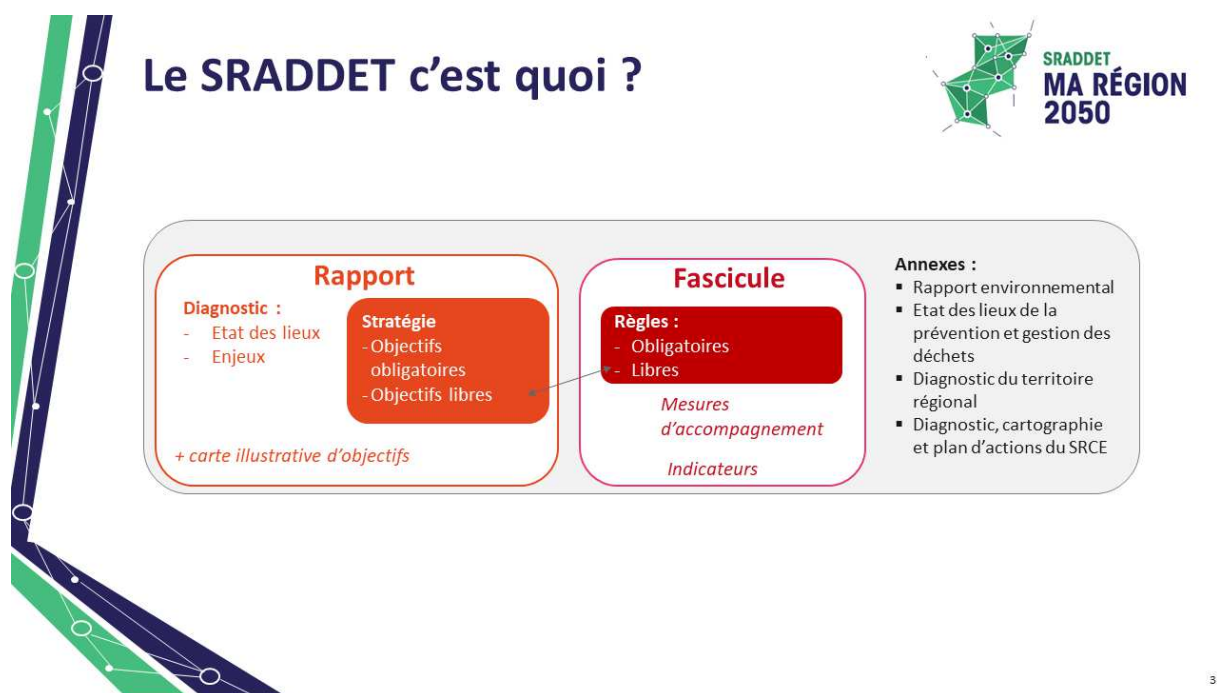 Le SRADDET c’est quoi ?
SRADDET
MA RÉGION
2050
Rapport
Diagnostic :
- Etat des lieux
- Enjeux
Stratégie
- Objectifs
obligatoires
- Objectifs libres
+ carte illustrative d’objectifs
Fascicule
Règles :
- Obligatoires
- Libres
Mesures
d’accompagnement
Indicateurs
Annexes :
▪ Rapport environmental
▪ Etat des lieux de la
prévention et gestion des
déchets
▪ Diagnostic du territoire
régional
▪ Diagnostic, cartographie
et plan d’actions du SRCE
3